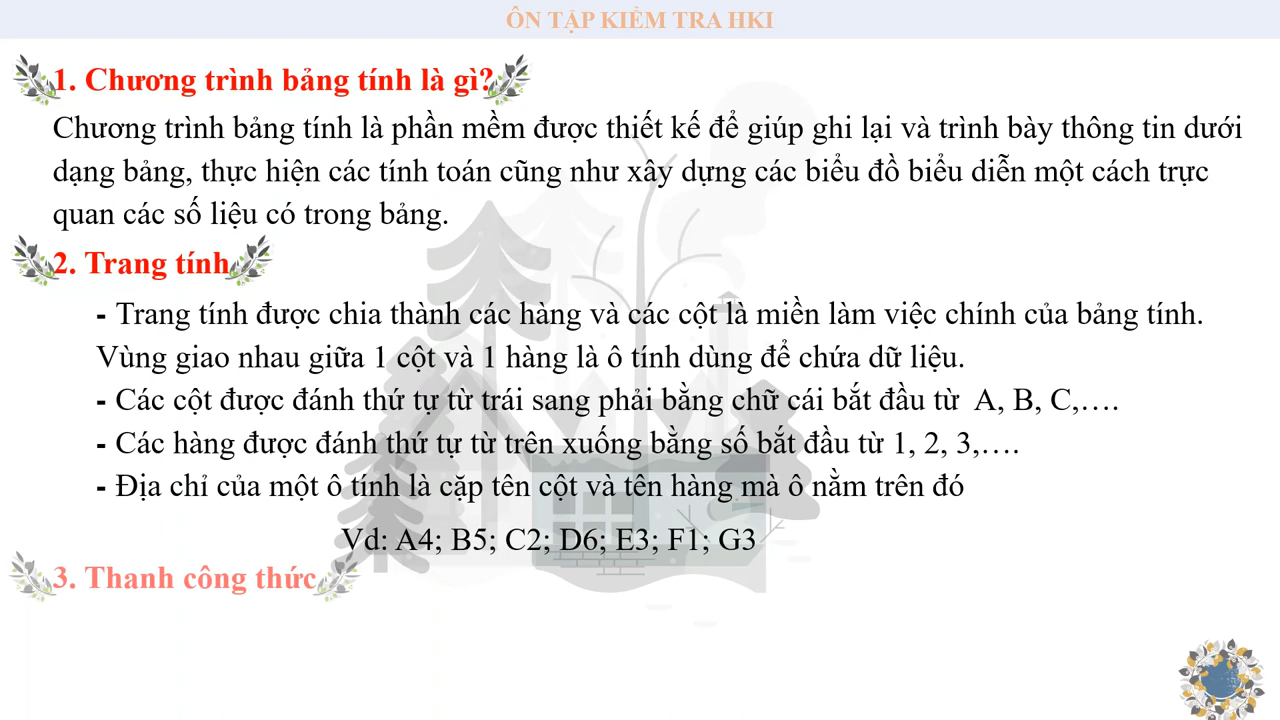 ÔN TẬP KIỂM TRA HKI
1. Chương trình bảng tính là gì?
Chương trình bảng tính là phần mềm được thiết kế để giúp ghi lại và trình bày thông tin dưới
dạng bảng, thực hiện các tính toán cũng như xây dựng các biểu đồ biểu diễn một cách trực
quan các số liệu có trong bảng.
2. Trang tính
- Trang tính được chia thành các hàng và các cột là miền làm việc chính của bảng tính.
Vùng giao nhau giữa 1 cột và 1 hàng là ô tính dùng để chứa dữ liệu.
- Các cột được đánh thứ tự từ trái sang phải bằng chữ cái bắt đầu từ A, B, C,….
- Các hàng được đánh thứ tự từ trên xuống bằng số bắt đầu từ 1, 2, 3,….
- Địa chỉ của một ô tính là cặp tên cột và tên hàng mà ô nằm trên đó
Vd: A4; B5; C2; D6; E3; F1; G3
3. Thanh công thức